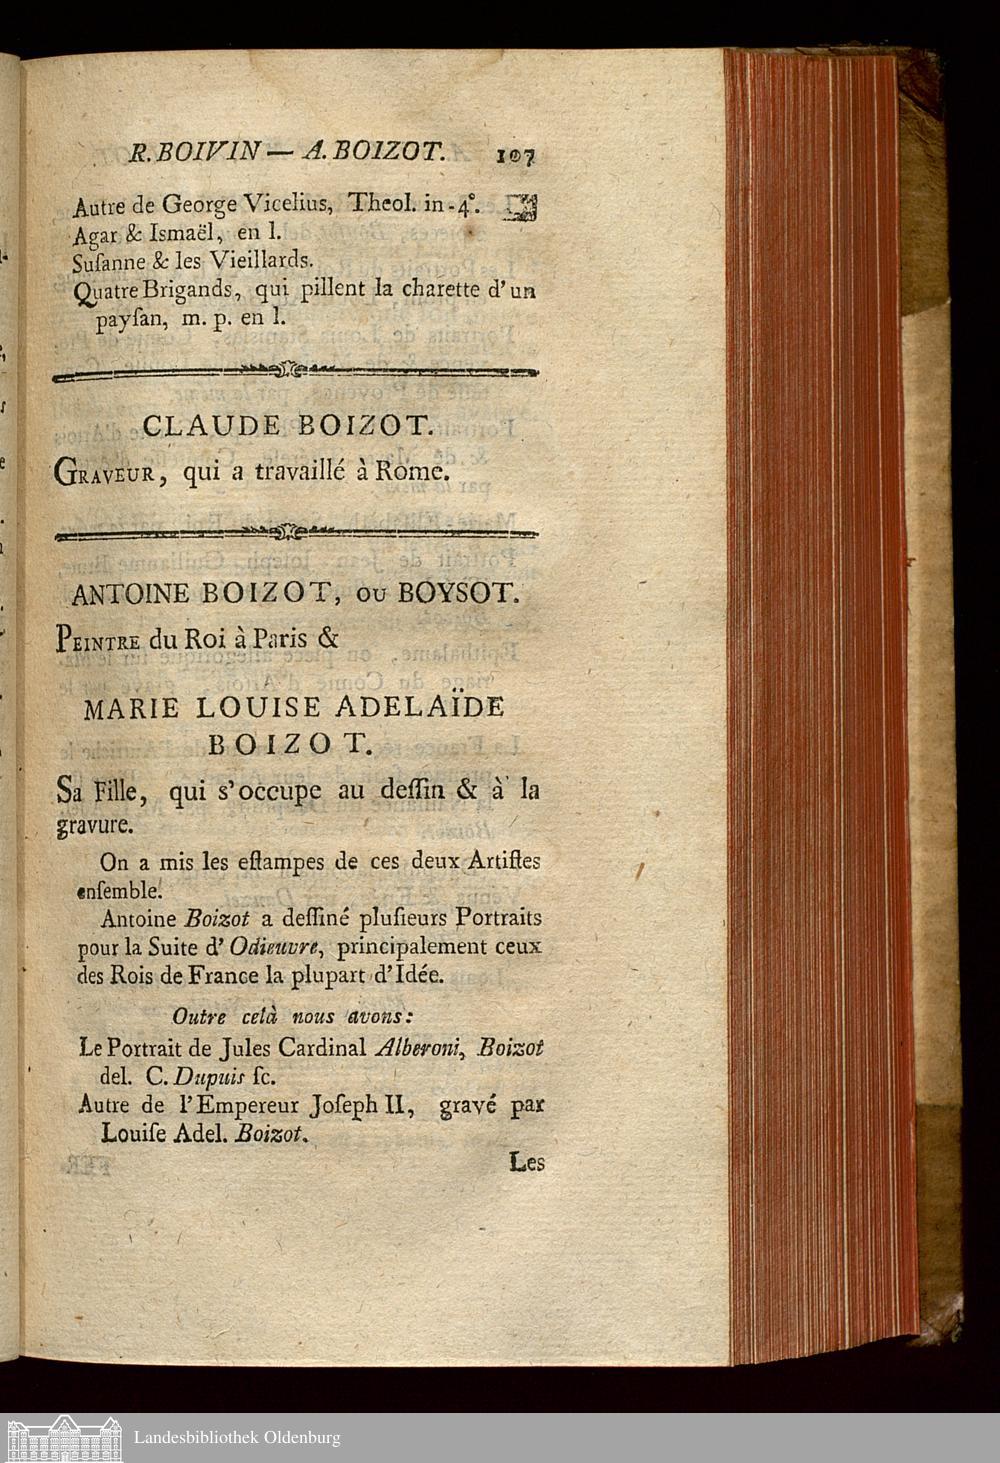 R. BOIVIN — A. BOIZOT. 107
Autre de George Vicelius, Theol. in-4°.
Agar & Ismaël, en l.
Suſanne & les Vieillards.
Quatre Brigands, qui pillent la charette d'un
payſan, m. p. en l.
CLAUDE BOIZOT.
GRAVEUR, qui a travaillé à Rome.
ANTOINE BOIZOT, OU BOYSOT.
PEINTRE du Roi à Paris &
MARIE LOUISE ADELAÏDE
BOIZOT.
Sa Fille, qui s'occupe au deſſin & à la
gravure.
On a mis les eſtampes de ces deux Artiſtes
enſemble.
Antoine Boizot a deſſiné pluſieurs Portraits
pour la Suite d' Odieuvre, principalement ceux
des Rois de France la plupart d'Idée.
Outre celà nous avons:
Le Portrait de Jules Cardinal Alberoni, Boizot
del. C. Dupuis ſc.
Autre de l'Empereur Joſeph II, gravé par
Louiſe Adel. Boizot.
Les
Landesbibliothek Oldenburg